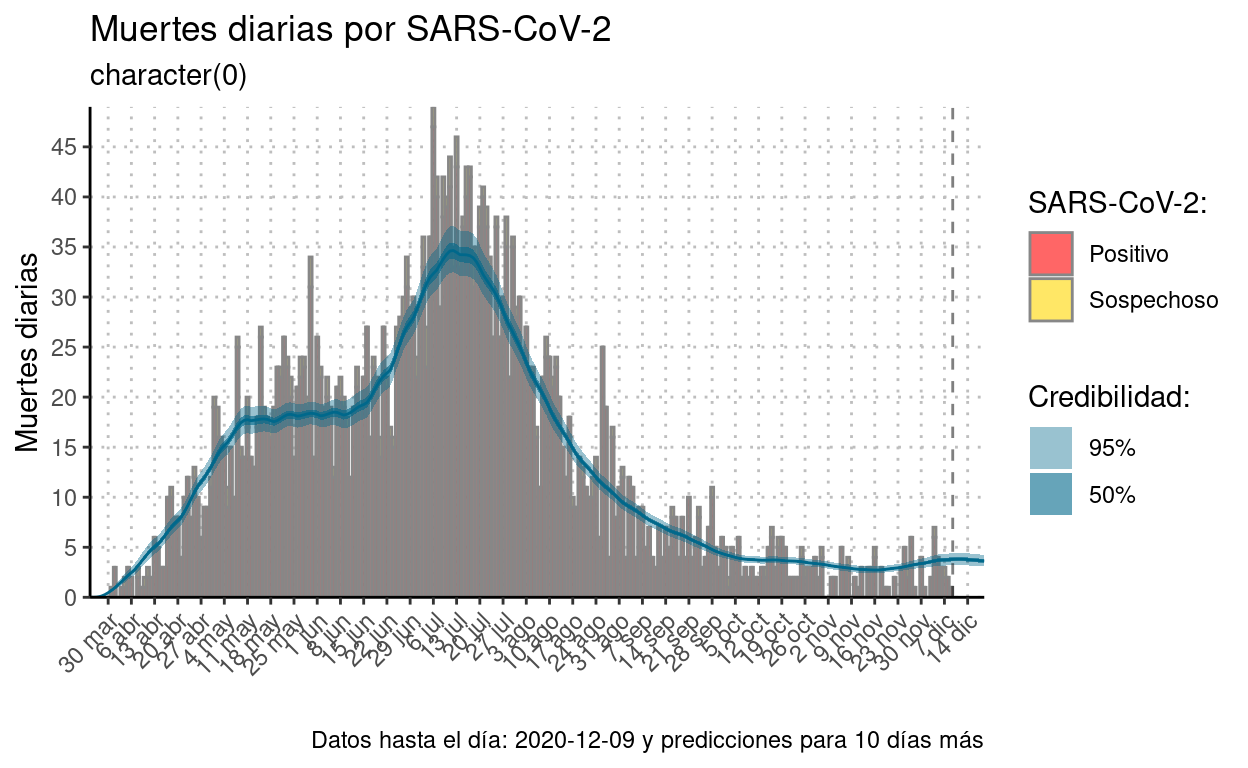 Muertes diarias por SARS-CoV-2
character(0)
Muertes diarias
45
40
35
30
25
20
15
10
5
0
30 mar
6 abr
13 abr
20 abr
27 abr
4 may
11 may
18 may
25 may
1 jun
8 jun
15 jun
22 jun
29 jun
6 jul
13 jul
20 jul
27 jul
3 ago
10 ago
17 ago
24 ago
31 ago
7 sep
14 sep
21 sep
28 sep
5 oct
12 oct
19 oct
26 oct
2 nov
9 nov
16 nov
23 nov
30 nov
7 dic
14 dic
SARS-CoV-2:
Positivo
Sospechoso
Credibilidad:
95%
50%
Datos hasta el día: 2020-12-09 y predicciones para 10 días más